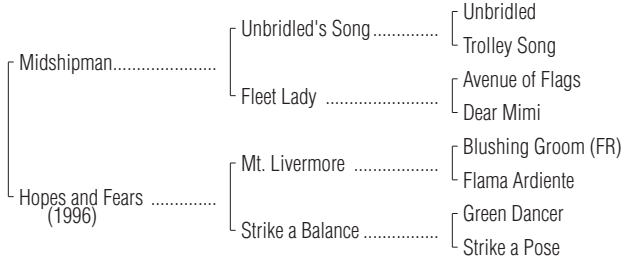 Unbridled
Unbridled's Song..............
Trolley Song
Midshipman......................
Avenue of Flags
Fleet Lady ........................
Dear Mimi
Blushing Groom (FR)
Mt. Livermore ..................
Flama Ardiente
Hopes and Fears ..............
(1996)
Green Dancer
Strike a Balance ................
Strike a Pose